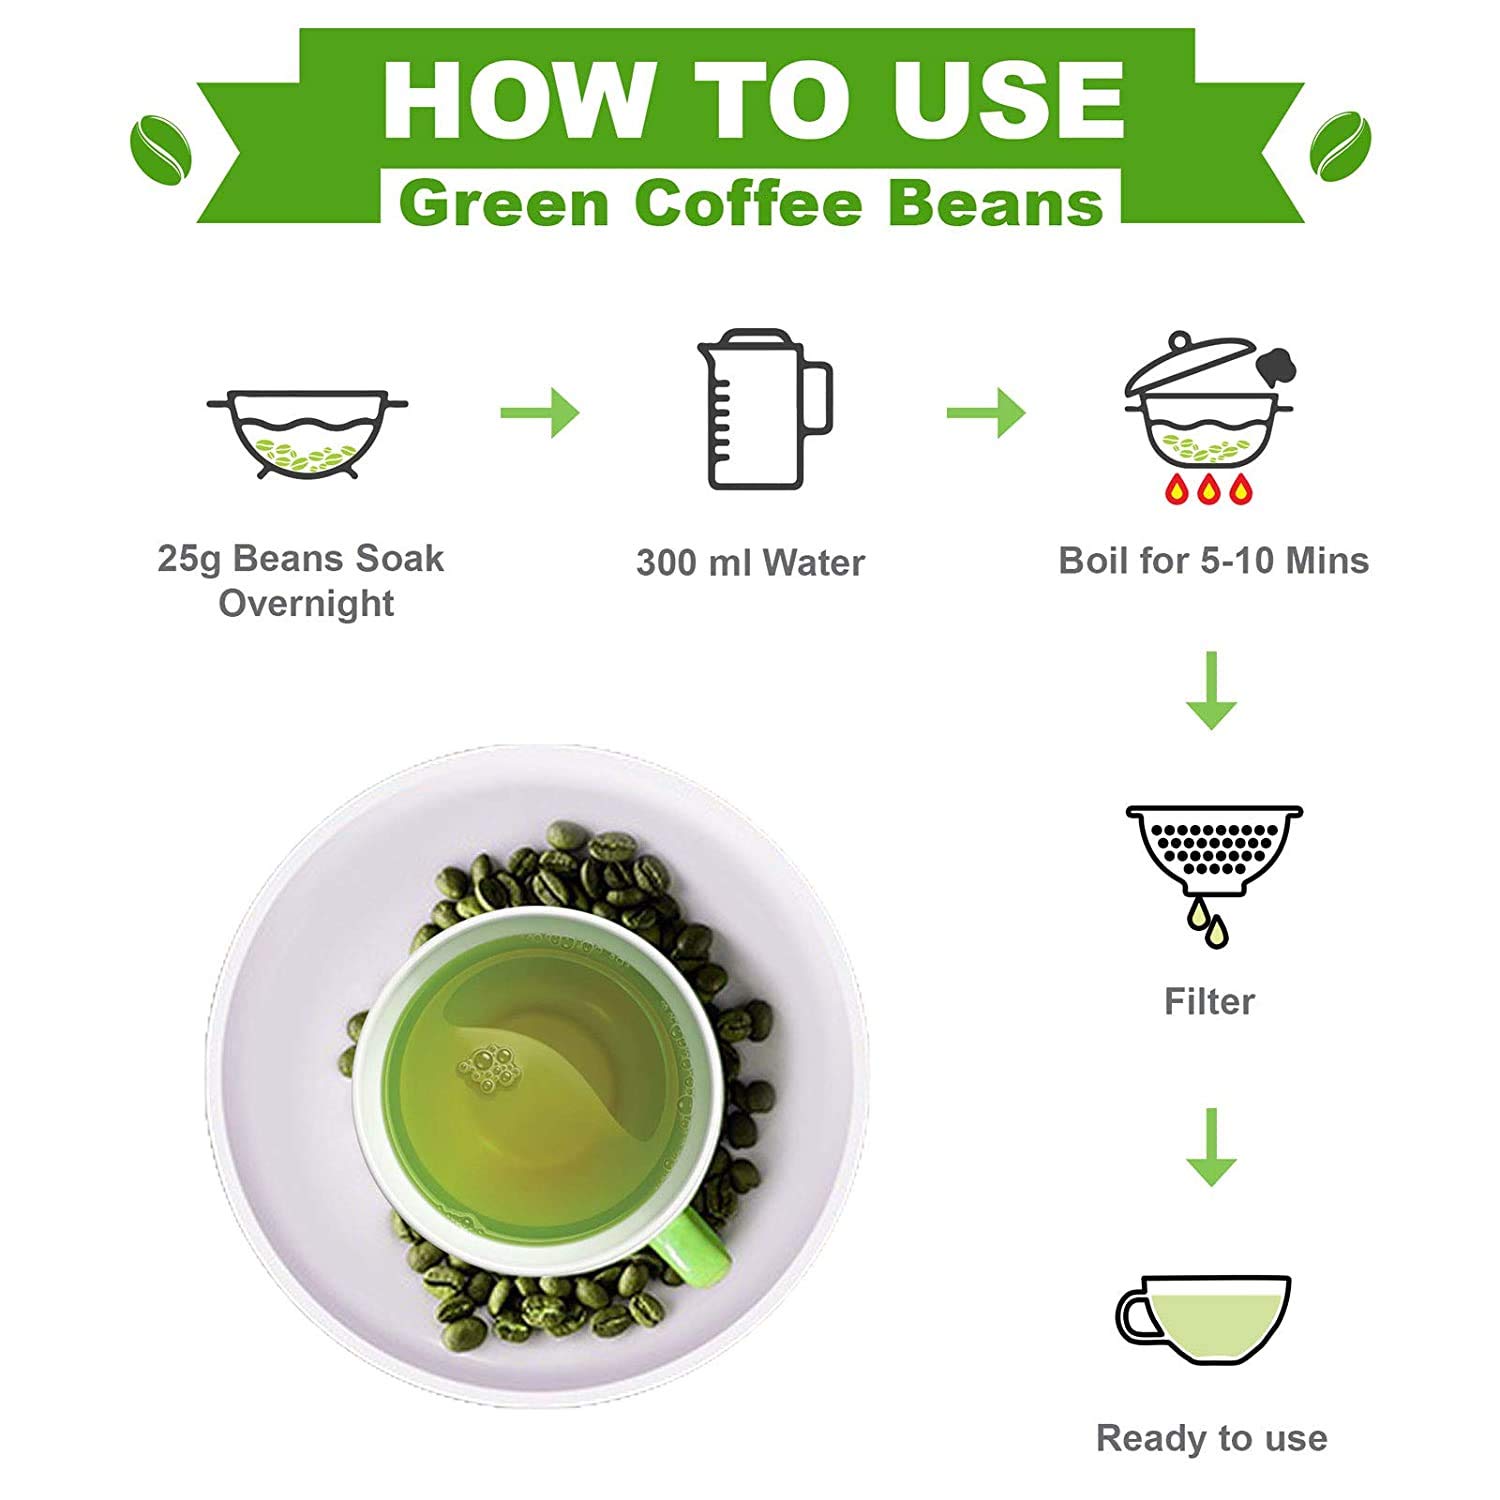 HOW TO USE
Green Coffee Beans
25g Beans Soak
Overnight
300 ml Water
Boil for 5-10 Mins
Filter
Ready to use